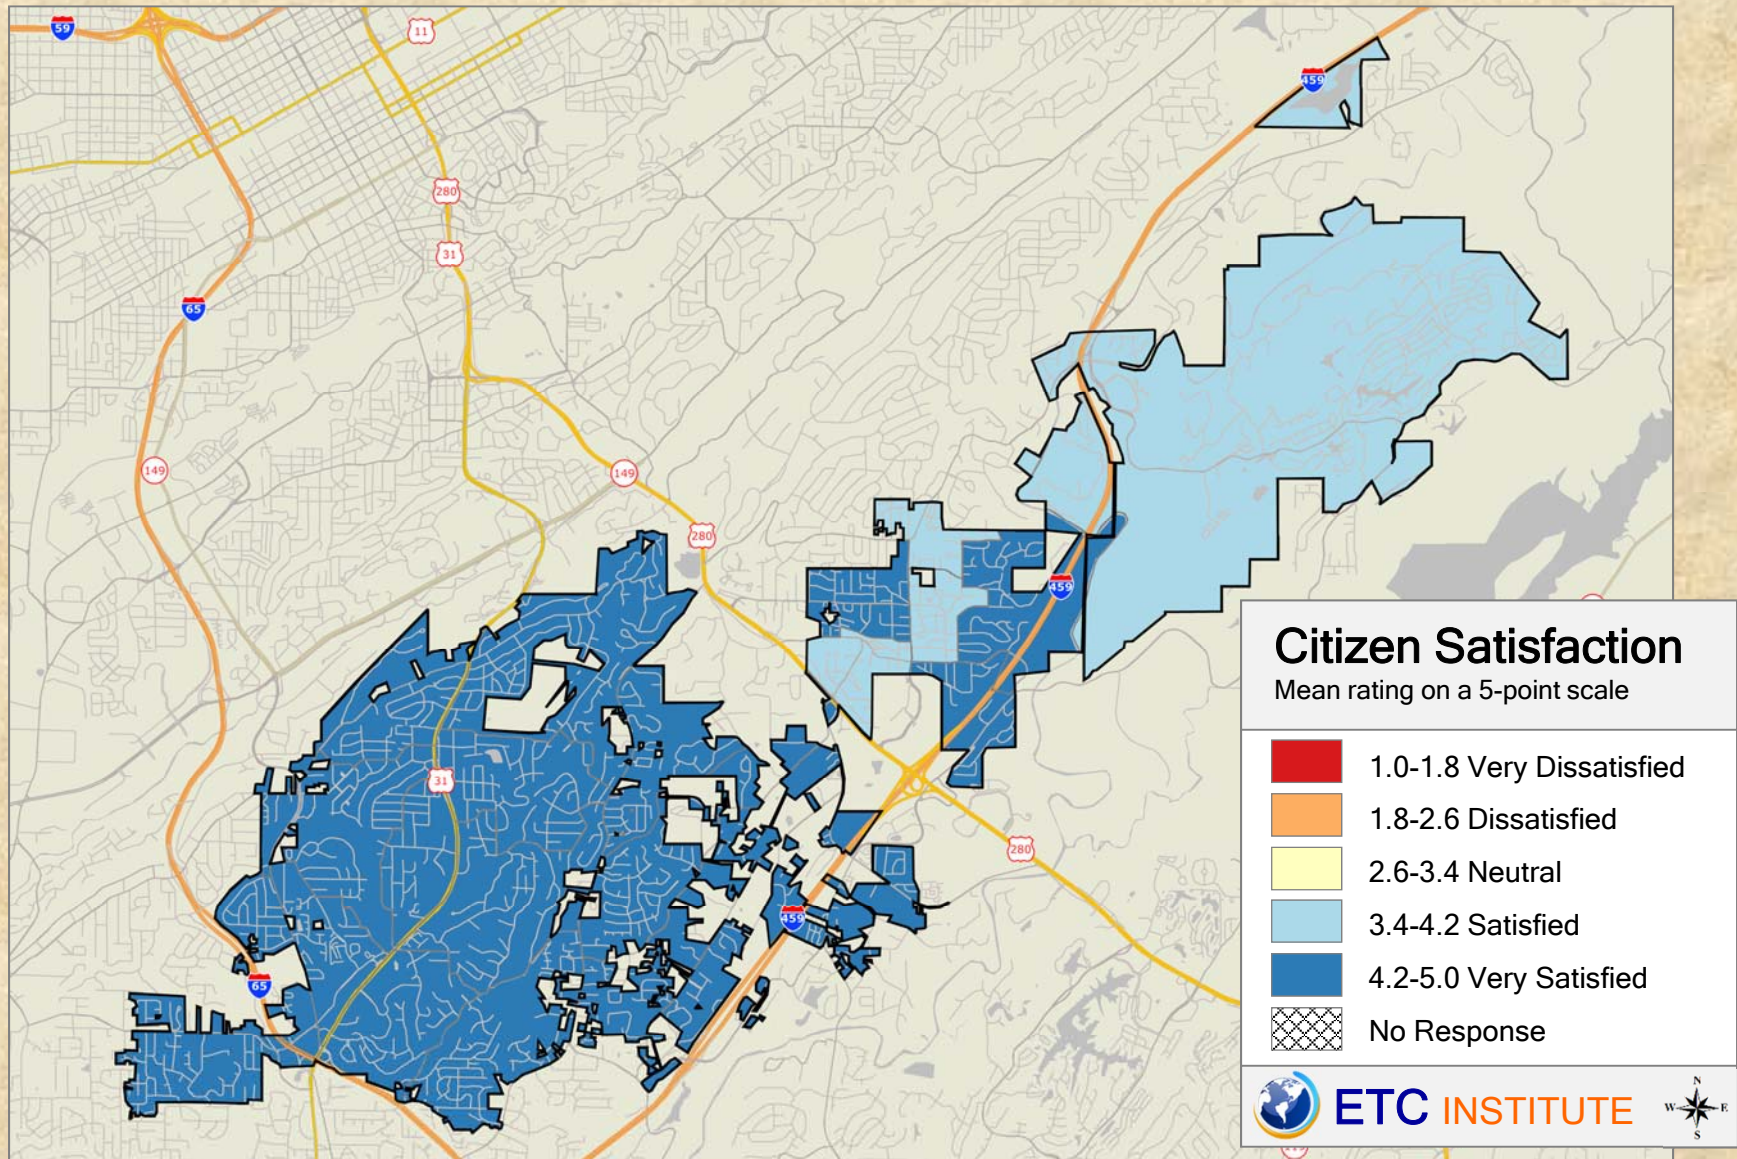 59
11
459
280
31
65
149
149
280
459
31
280
459
65
Citizen Satisfaction
Mean rating on a 5-point scale
1.0-1.8 Very Dissatisfied
1.8-2.6 Dissatisfied
2.6-3.4 Neutral
3.4-4.2 Satisfied
4.2-5.0 Very Satisfied
No Response
ETC INSTITUTE
N
W E
S